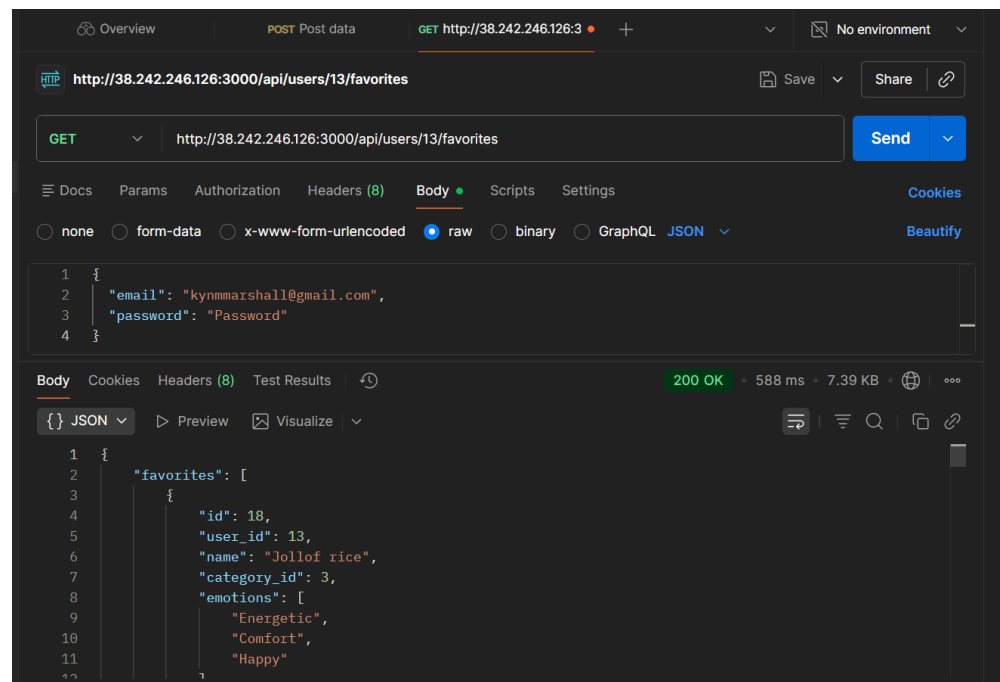 Overview POST Post data GET http://38.242.246.126:3 No environment
HTTP http://38.242.246.126:3000/api/users/13/favorites Save Share
GET http://38.242.246.126:3000/api/users/13/favorites Send
Docs Params Authorization Headers (8) Body Scripts Settings Cookies
none form-data x-www-form-urlencoded raw binary GraphQL JSON Beautify
1 {
2 "email": "kynmmarshall@gmail.com",
3 "password": "Password"
4 }
Body Cookies Headers (8) Test Results 200 OK 588 ms 7.39 KB
{} JSON Preview Visualize
1 {
2 "favorites": [
3 {
4 "id": 18,
5 "user_id": 13,
6 "name": "Jollof rice",
7 "category_id": 3,
8 "emotions": [
9 "Energetic",
10 "Comfort",
11 "Happy"
12 ]